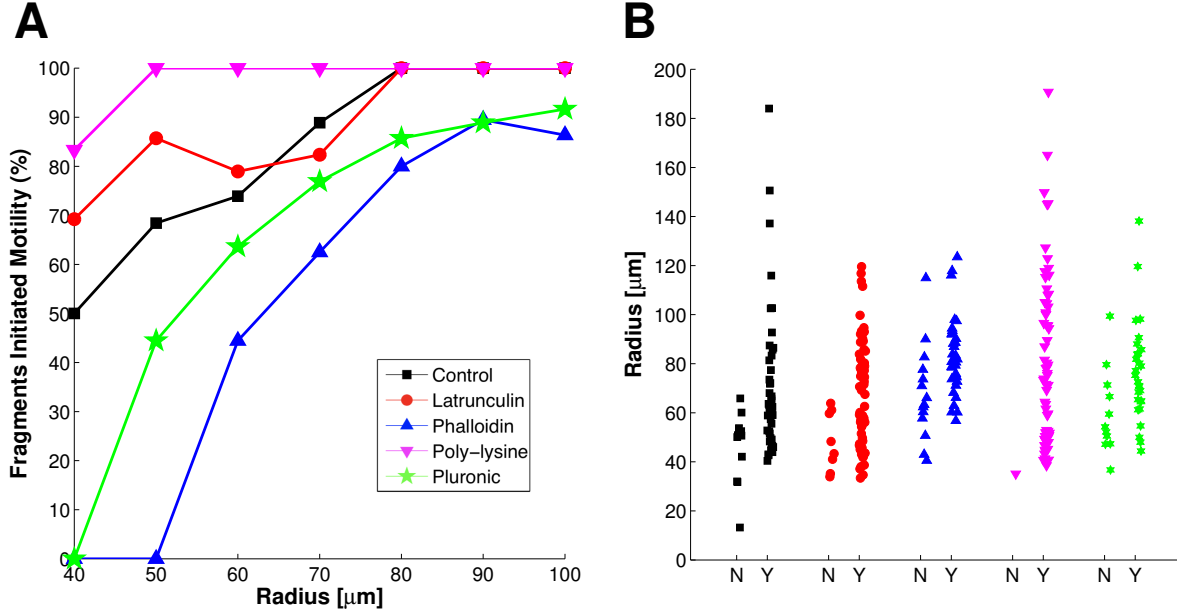 A
Fragments Initiated Motility (%)
100
90
80
70
60
50
40
30
20
10
0
40 50 60 70 80 90 100
Radius [μm]
Control
Latrunculin
Phalloidin
Poly-lysine
Pluronic
B
Radius [μm]
200
180
160
140
120
100
80
60
40
20
0
N Y N Y N Y N Y N Y